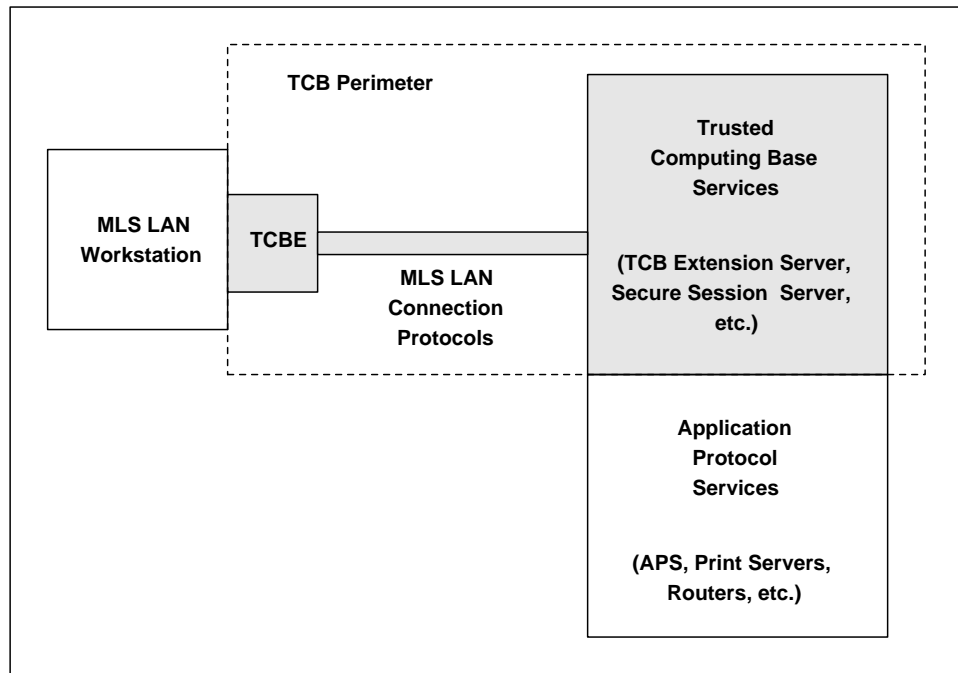 TCB Perimeter
Trusted
Computing Base
Services
(TCB Extension Server,
Secure Session Server,
etc.)
MLS LAN
Workstation
TCBE
MLS LAN
Connection
Protocols
Application
Protocol
Services
(APS, Print Servers,
Routers, etc.)